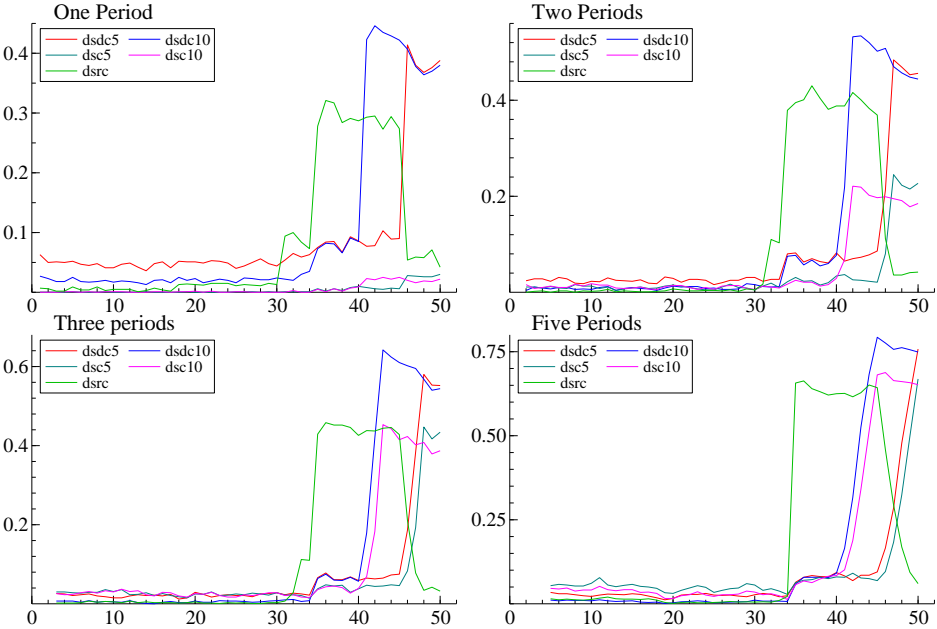 One Period
dsdc5 dsdc10
dsc5 dsc10
dsrc
0.4
0.3
0.2
0.1
0 10 20 30 40 50
Two Periods
dsdc5 dsdc10
dsc5 dsc10
dsrc
0.4
0.2
0 10 20 30 40 50
Three periods
dsdc5 dsdc10
dsc5 dsc10
dsrc
0.6
0.4
0.2
0 10 20 30 40 50
Five Periods
dsdc5 dsdc10
dsc5 dsc10
dsrc
0.75
0.50
0.25
0 10 20 30 40 50